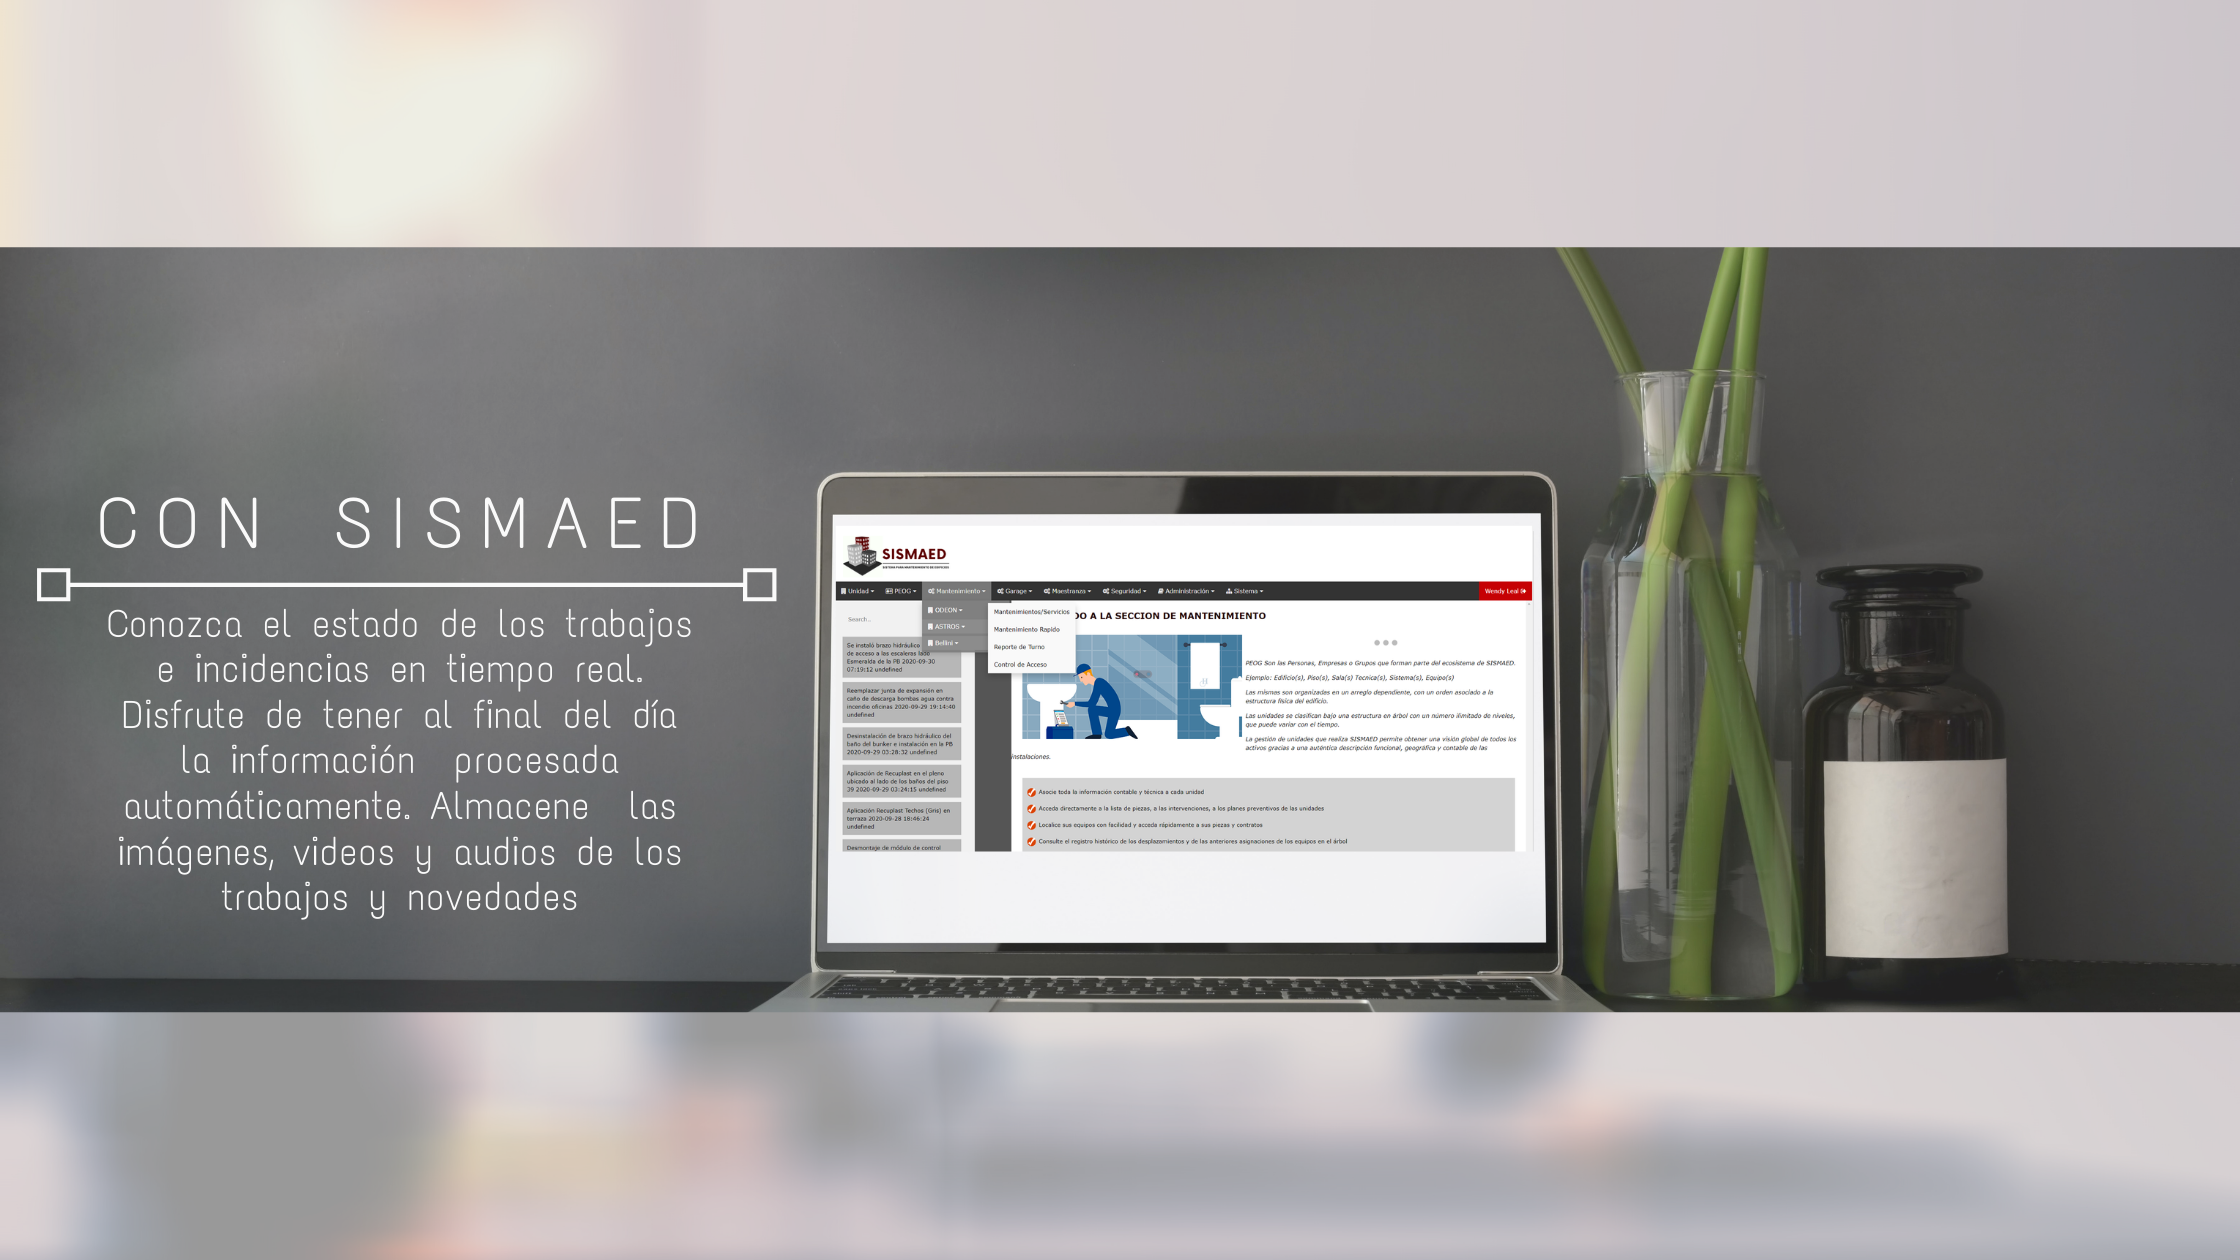 CON SISMAED
Conozca el estado de los trabajos
e incidencias en tiempo real.
Disfrute de tener al final del día
la información procesada
automáticamente. Almacene las
imágenes, videos y audios de los
trabajos y novedades
SISMAED
SISTEMA PARA MANTENIMIENTO DE EDIFICIOS
Unidad PEOG Mantenimiento Garage Maestranza Seguridad Administración Sistema Wendy Leal
ODEON
ASTROS
Bellini
Mantenimientos/Servicios
Mantenimiento Rapido
Reporte de Turno
Control de Acceso
Search...
Se instaló brazo hidráulico
de acceso a las escaleras lado
Esmeralda de la PB 2020-09-30
07:19:12 undefined
Reemplazar junta de expansión en
caño de descarga bombas agua contra
incendio oficinas 2020-09-29 19:14:40
undefined
Desinstalación de brazo hidráulico del
baño del bunker e instalación en la PB
2020-09-29 03:28:32 undefined
Aplicación de Recuplast en el pleno
ubicado al lado de los baños del piso
39 2020-09-29 03:24:15 undefined
Aplicación Recuplast Techos (Gris) en
terraza 2020-09-28 18:46:24
undefined
Desmontaje de módulo de control
DO A LA SECCION DE MANTENIMIENTO
PEOG Son las Personas, Empresas o Grupos que forman parte del ecosistema de SISMAED.
Ejemplo: Edificio(s), Piso(s), Sala(s) Tecnica(s), Sistema(s), Equipo(s)
Las mismas son organizadas en un arreglo dependiente, con un orden asociado a la
estructura física del edificio.
Las unidades se clasifican bajo una estructura en árbol con un número ilimitado de niveles,
que puede variar con el tiempo.
La gestión de unidades que realiza SISMAED permite obtener una visión global de todos los
activos gracias a una auténtica descripción funcional, geográfica y contable de las
instalaciones.
Asocie toda la información contable y técnica a cada unidad
Acceda directamente a la lista de piezas, a las intervenciones, a los planes preventivos de las unidades
Localice sus equipos con facilidad y acceda rápidamente a sus piezas y contratos
Consulte el registro histórico de los desplazamientos y de las anteriores asignaciones de los equipos en el árbol